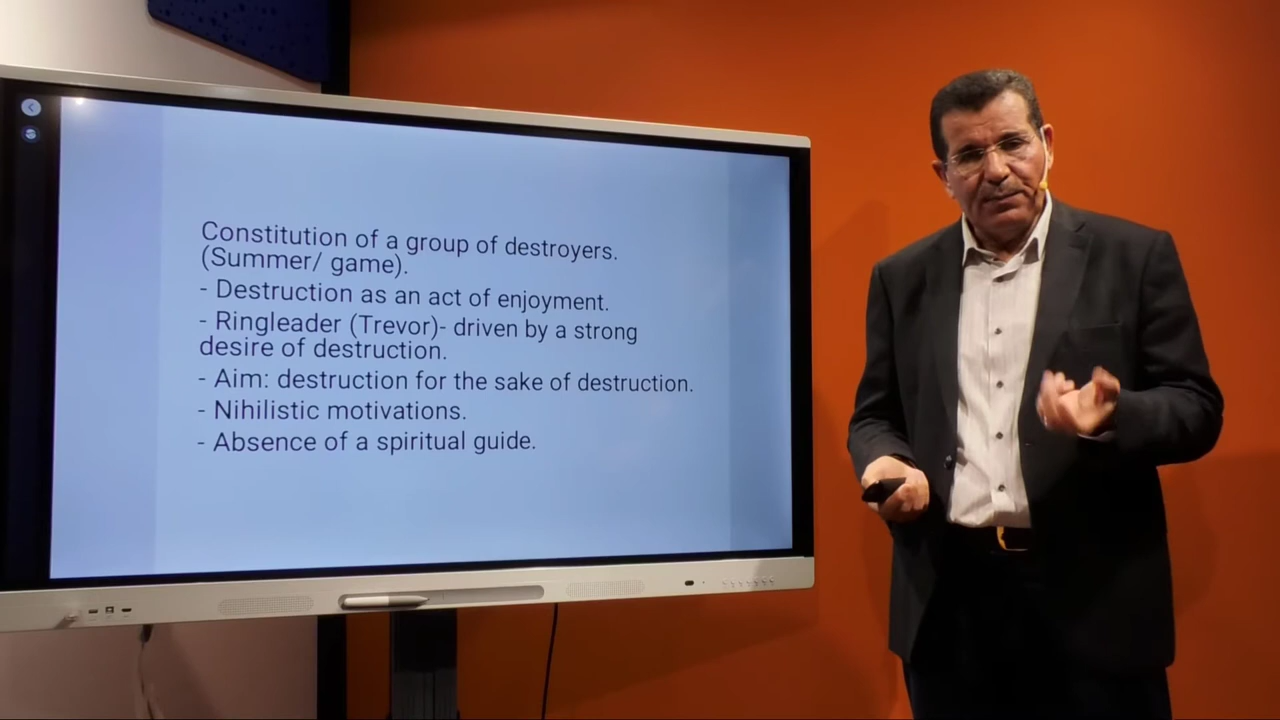 Constitution of a group of destroyers.
(Summer/ game).
- Destruction as an act of enjoyment.
- Ringleader (Trevor)- driven by a strong
desire of destruction.
- Aim: destruction for the sake of destruction.
- Nihilistic motivations.
- Absence of a spiritual guide.